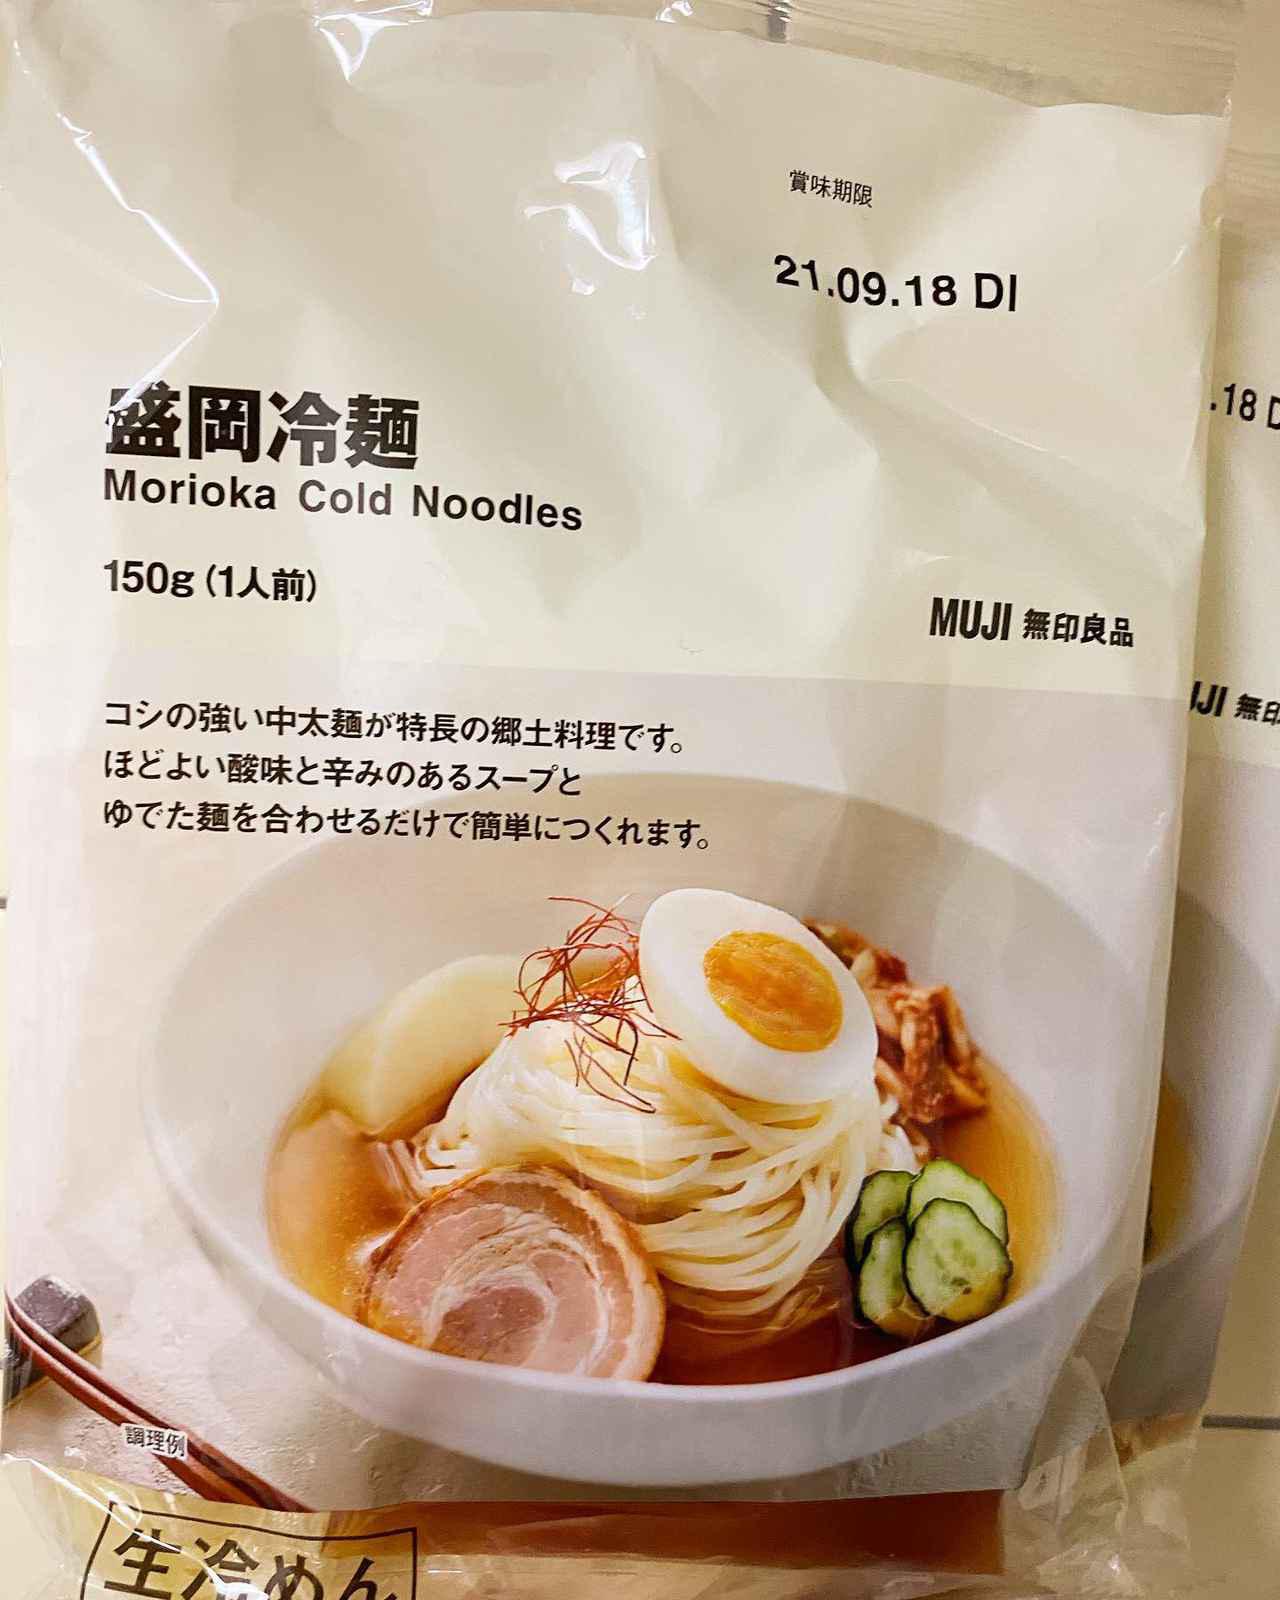 賞味期限
21.09.18 DI
.18 D
盛岡冷麺
Morioka Cold Noodles
150g(1人前)
MUJI 無印良品
JI 無印
コシの強い中太麺が特長の郷土料理です。
ほどよい酸味と辛みのあるスープと
ゆでた麺を合わせるだけで簡単につくれます。
調理例
生冷めん